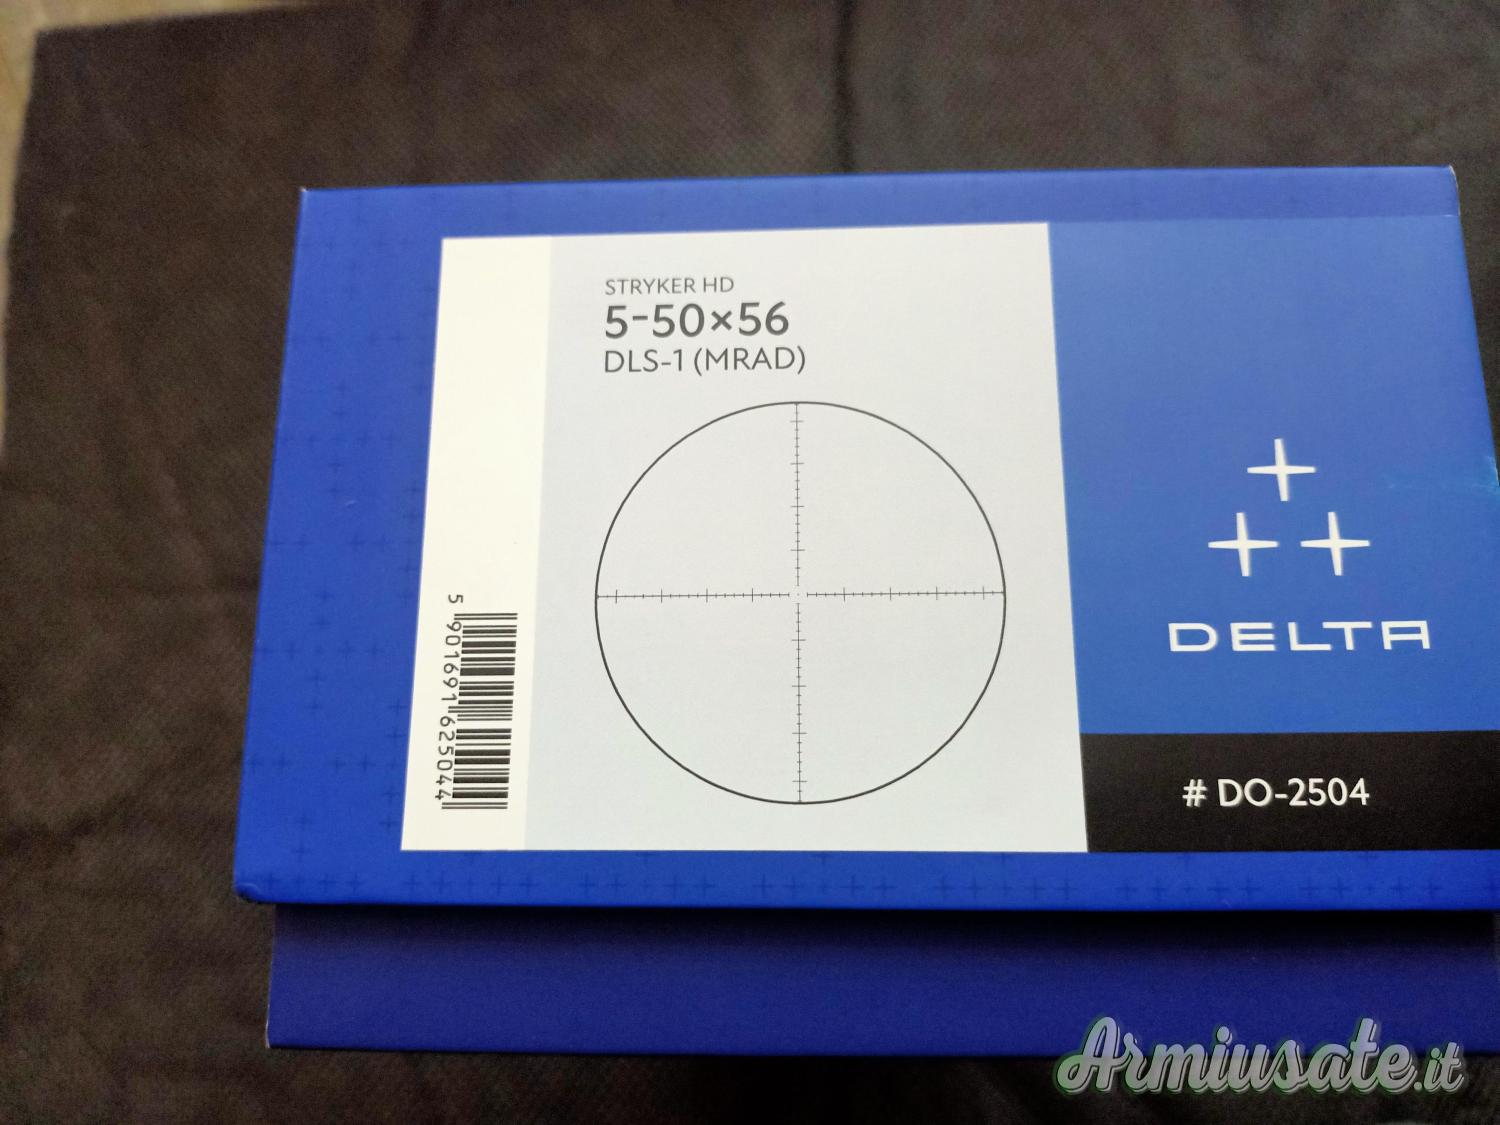 STRYKER HD
5-50×56
DLS-1 (MRAD)
5 901691 625044
DELTA
# DO-2504
Armiusate.it